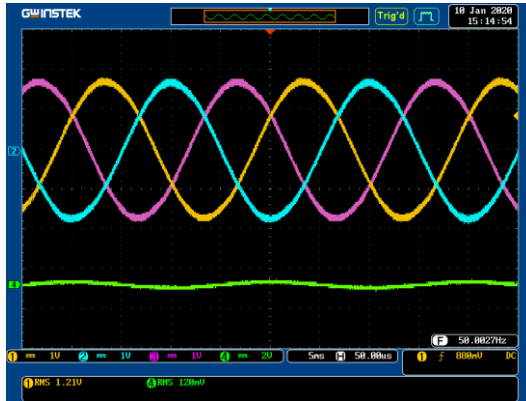 GWINSTEK Trig'd 10 Jan 2020
15:14:54
2
4
F 50.0027Hz
1 1V 2 1V 3 1V 4 2V 5ms H 50.00us 1 880mV DC
1 RMS 1.21V 4 RMS 120mV